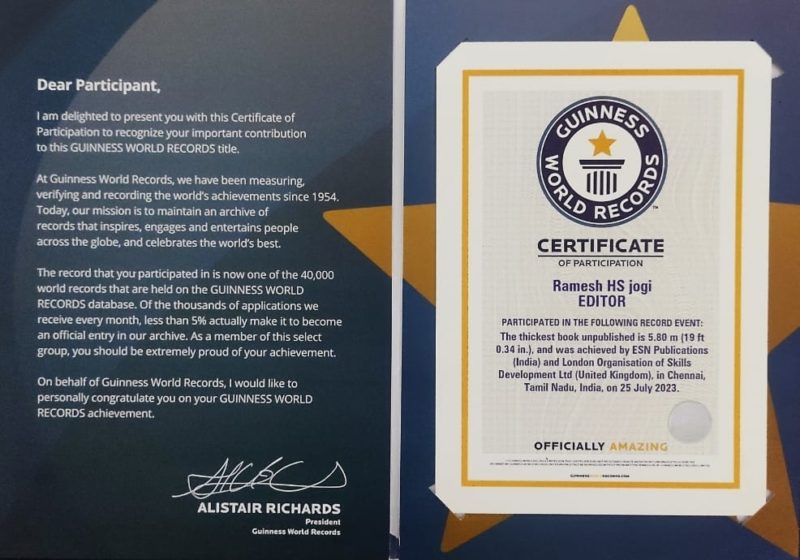 Dear Participant,
I am delighted to present you with this Certificate of
Participation to recognize your important contribution
to this GUINNESS WORLD RECORDS title.
At Guinness World Records, we have been measuring,
verifying and recording the world's achievements since 1954.
Today, our mission is to maintain an archive of
records that inspires, engages and entertains people
across the globe, and celebrates the world's best.
The record that you participated in is now one of the 40,000
world records that are held on the GUINNESS WORLD
RECORDS database. Of the thousands of applications we
receive every month, less than 5% actually make it to become
an official entry in our archive. As a member of this select
group, you should be extremely proud of your achievement.
On behalf of Guinness World Records, I would like to
personally congratulate you on your GUINNESS WORLD
RECORDS achievement.
ALISTAIR RICHARDS
President
Guinness World Records
GUINNESS
WORLD RECORDS
TM
CERTIFICATE
OF PARTICIPATION
Ramesh HS jogi
EDITOR
PARTICIPATED IN THE FOLLOWING RECORD EVENT:
The thickest book unpublished is 5.80 m (19 ft
0.34 in.), and was achieved by ESN Publications
(India) and London Organisation of Skills
Development Ltd (United Kingdom), in Chennai,
Tamil Nadu, India, on 25 July 2023.
OFFICIALLY AMAZING
GUINNESSWORLDRECORDS.COM